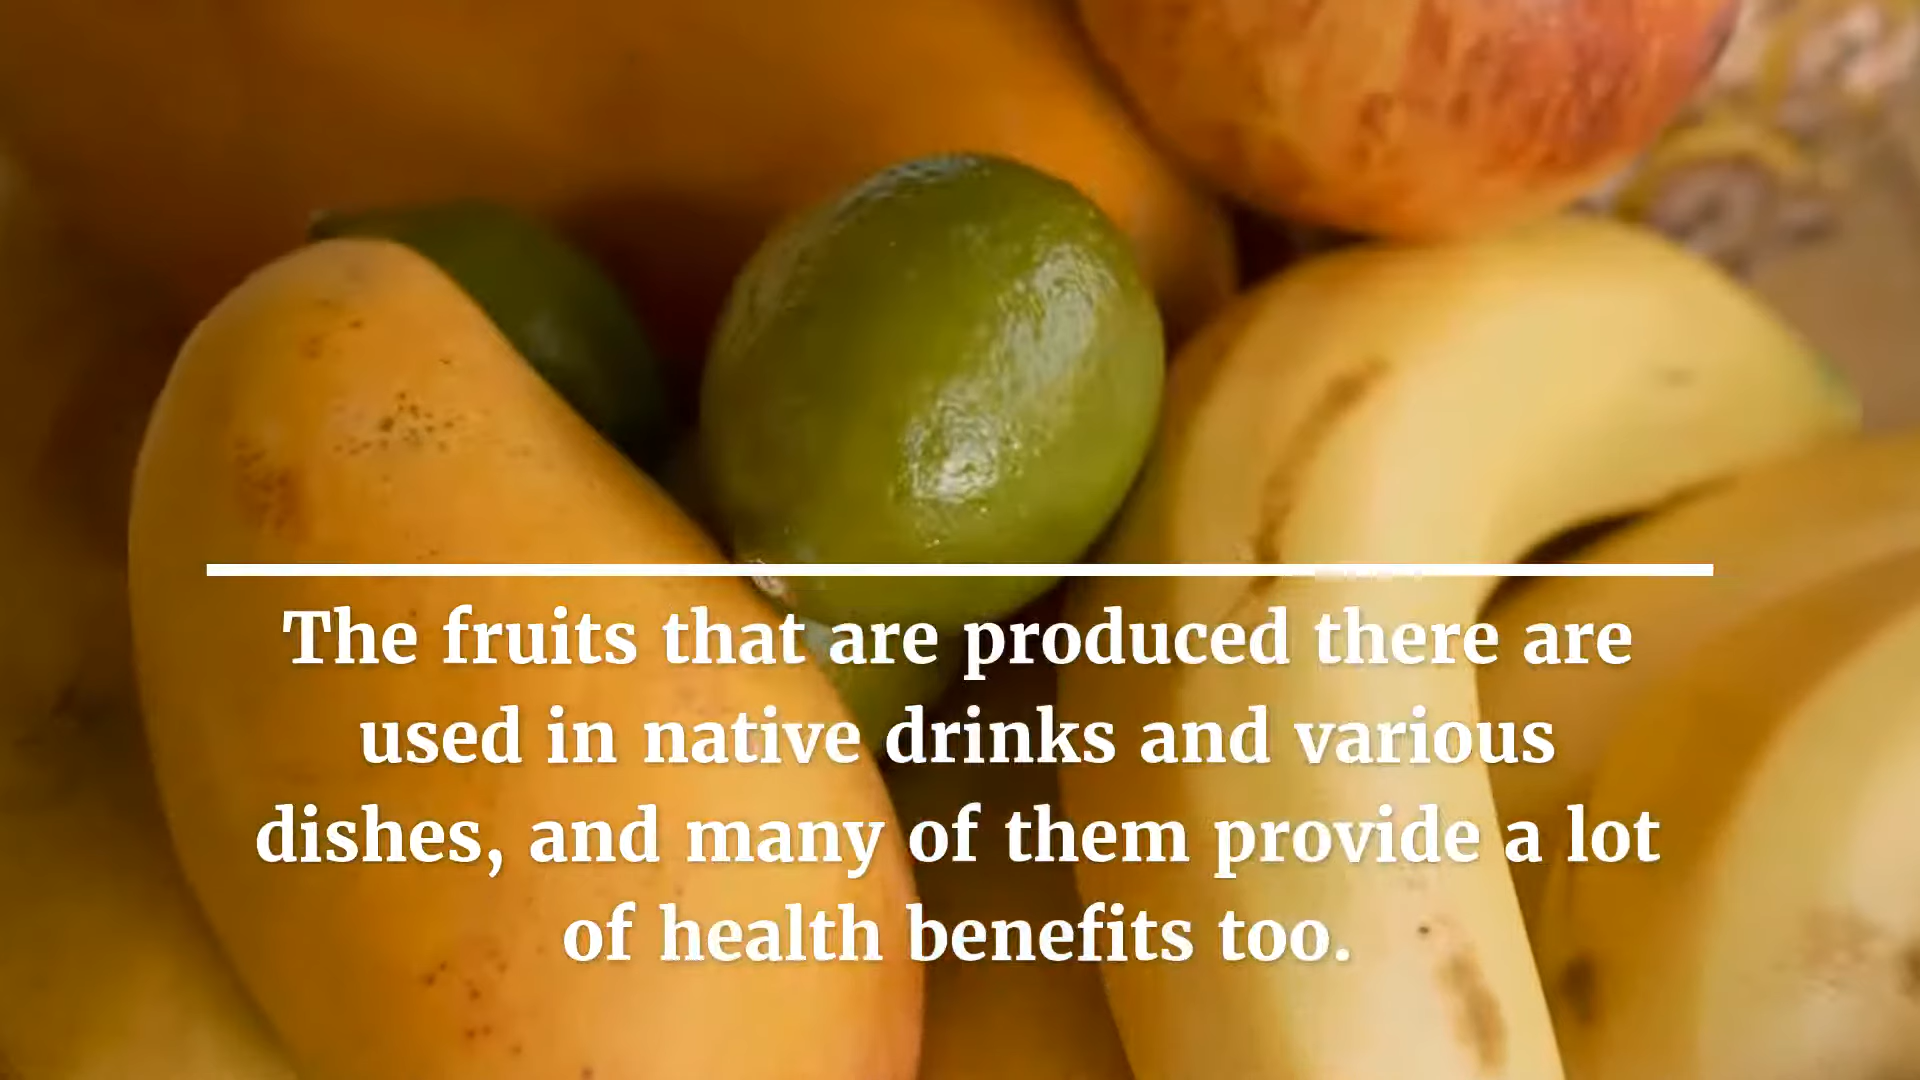 The fruits that are produced there are
used in native drinks and various
dishes, and many of them provide a lot
of health benefits too.